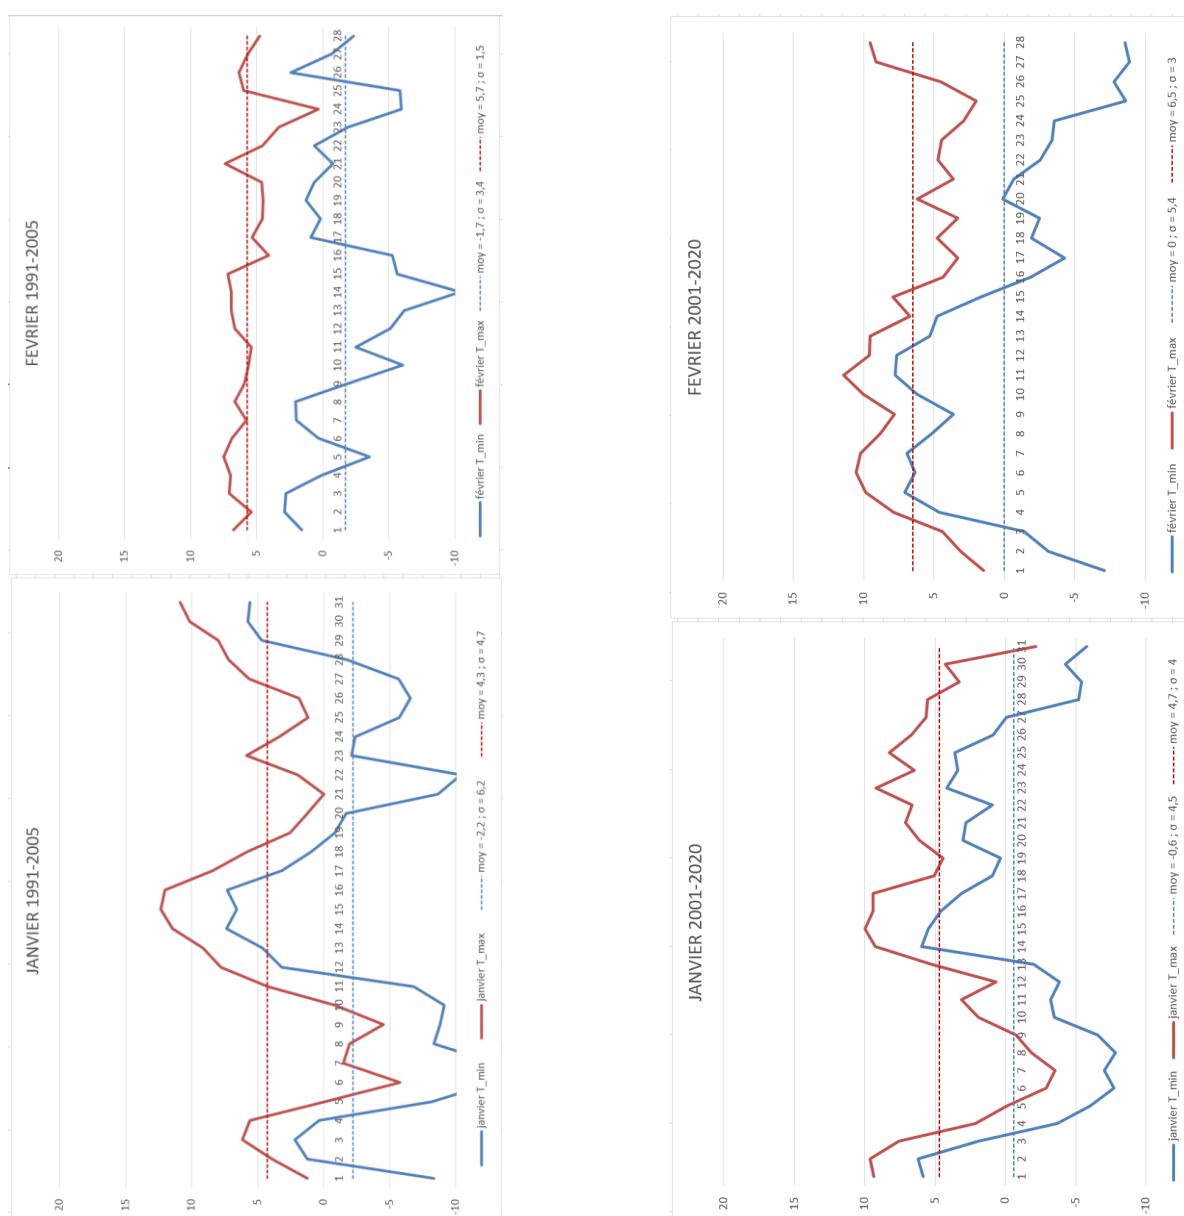 JANVIER 1991-2005
20
15
10
5
0
1 2 3 4 5 6 7 8 9 10 11 12 13 14 15 16 17 18 19 20 21 22 23 24 25 26 27 28 29 30 31
-5
-10
janvier T_min janvier T_max moy = -2,2 ; σ = 6,2 moy = 4,3 ; σ = 4,7
FEVRIER 1991-2005
20
15
10
5
0
1 2 3 4 5 6 7 8 9 10 11 12 13 14 15 16 17 18 19 20 21 22 23 24 25 26 27 28
-5
-10
février T_min février T_max moy = -1,7 ; σ = 3,4 moy = 5,7 ; σ = 1,5
JANVIER 2001-2020
20
15
10
5
0
1 2 3 4 5 6 7 8 9 10 11 12 13 14 15 16 17 18 19 20 21 22 23 24 25 26 27 28 29 30 31
-5
-10
janvier T_min janvier T_max moy = -0,6 ; σ = 4,5 moy = 4,7 ; σ = 4
FEVRIER 2001-2020
20
15
10
5
0
1 2 3 4 5 6 7 8 9 10 11 12 13 14 15 16 17 18 19 20 21 22 23 24 25 26 27 28
-5
-10
février T_min février T_max moy = 0 ; σ = 5,4 moy = 6,5 ; σ = 3